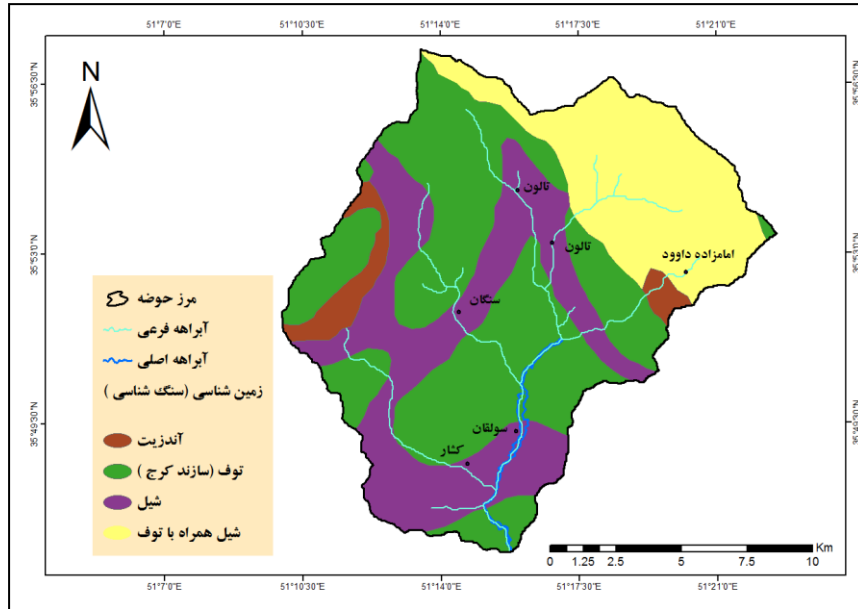 51°7'0"E 51°10'30"E 51°14'0"E 51°17'30"E 51°21'0"E
N
35°56'30"N
35°53'0"N
35°49'30"N
تالون
تالون
امامزاده داوود
سنگان
سولقان
کشار
مرز حوضه
آبراهه فرعی
آبراهه اصلی
زمین شناسی (سنگ شناسی )
آندزیت
توف (سازند کرج )
شیل
شیل همراه با توف
Km
0 1.25 2.5 5 7.5 10
51°7'0"E 51°10'30"E 51°14'0"E 51°17'30"E 51°21'0"E